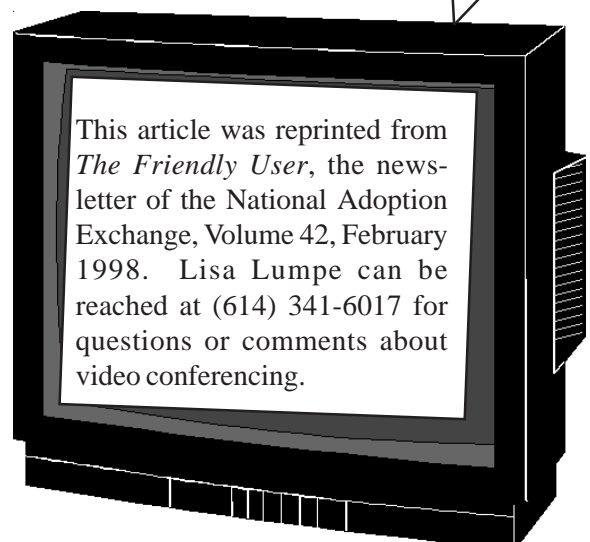 This article was reprinted from
The Friendly User, the news-
letter of the National Adoption
Exchange, Volume 42, February
1998. Lisa Lumpe can be
reached at (614) 341-6017 for
questions or comments about
video conferencing.